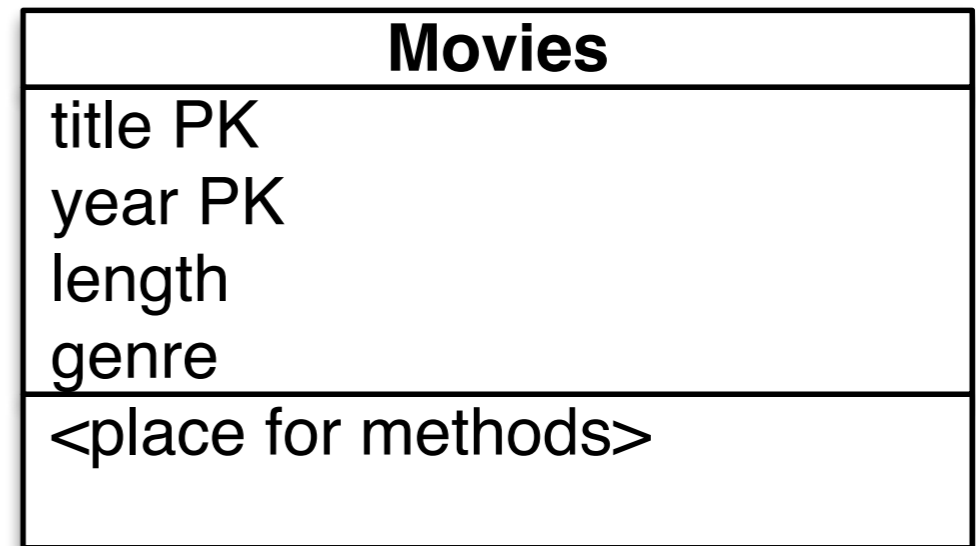 Movies
title PK
year PK
length
genre
<place for methods>